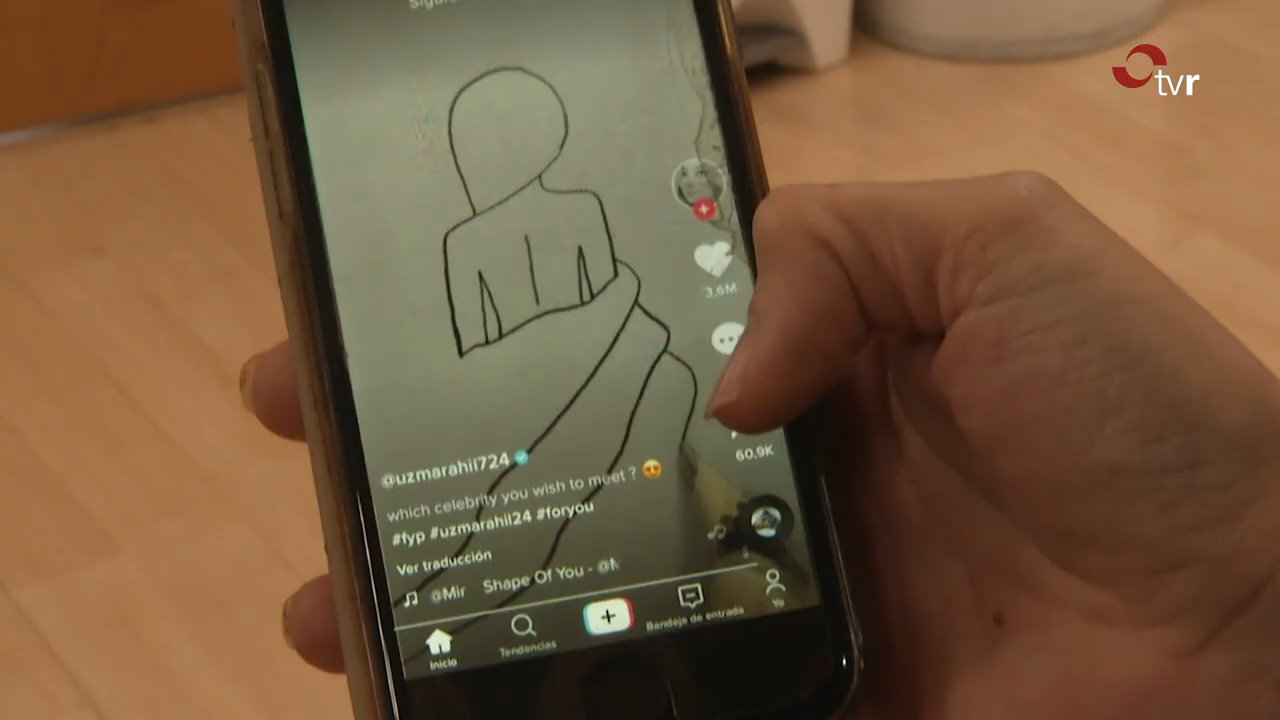 tvr
3,6M
@uzmarahil724
60,9K
which celebrity you wish to meet ?
#fyp #uzmarahil24 #foryou
Ver traducción
@Mir Shape Of You - @
Inicio
Tendencias
Bandeja de entrada
Yo